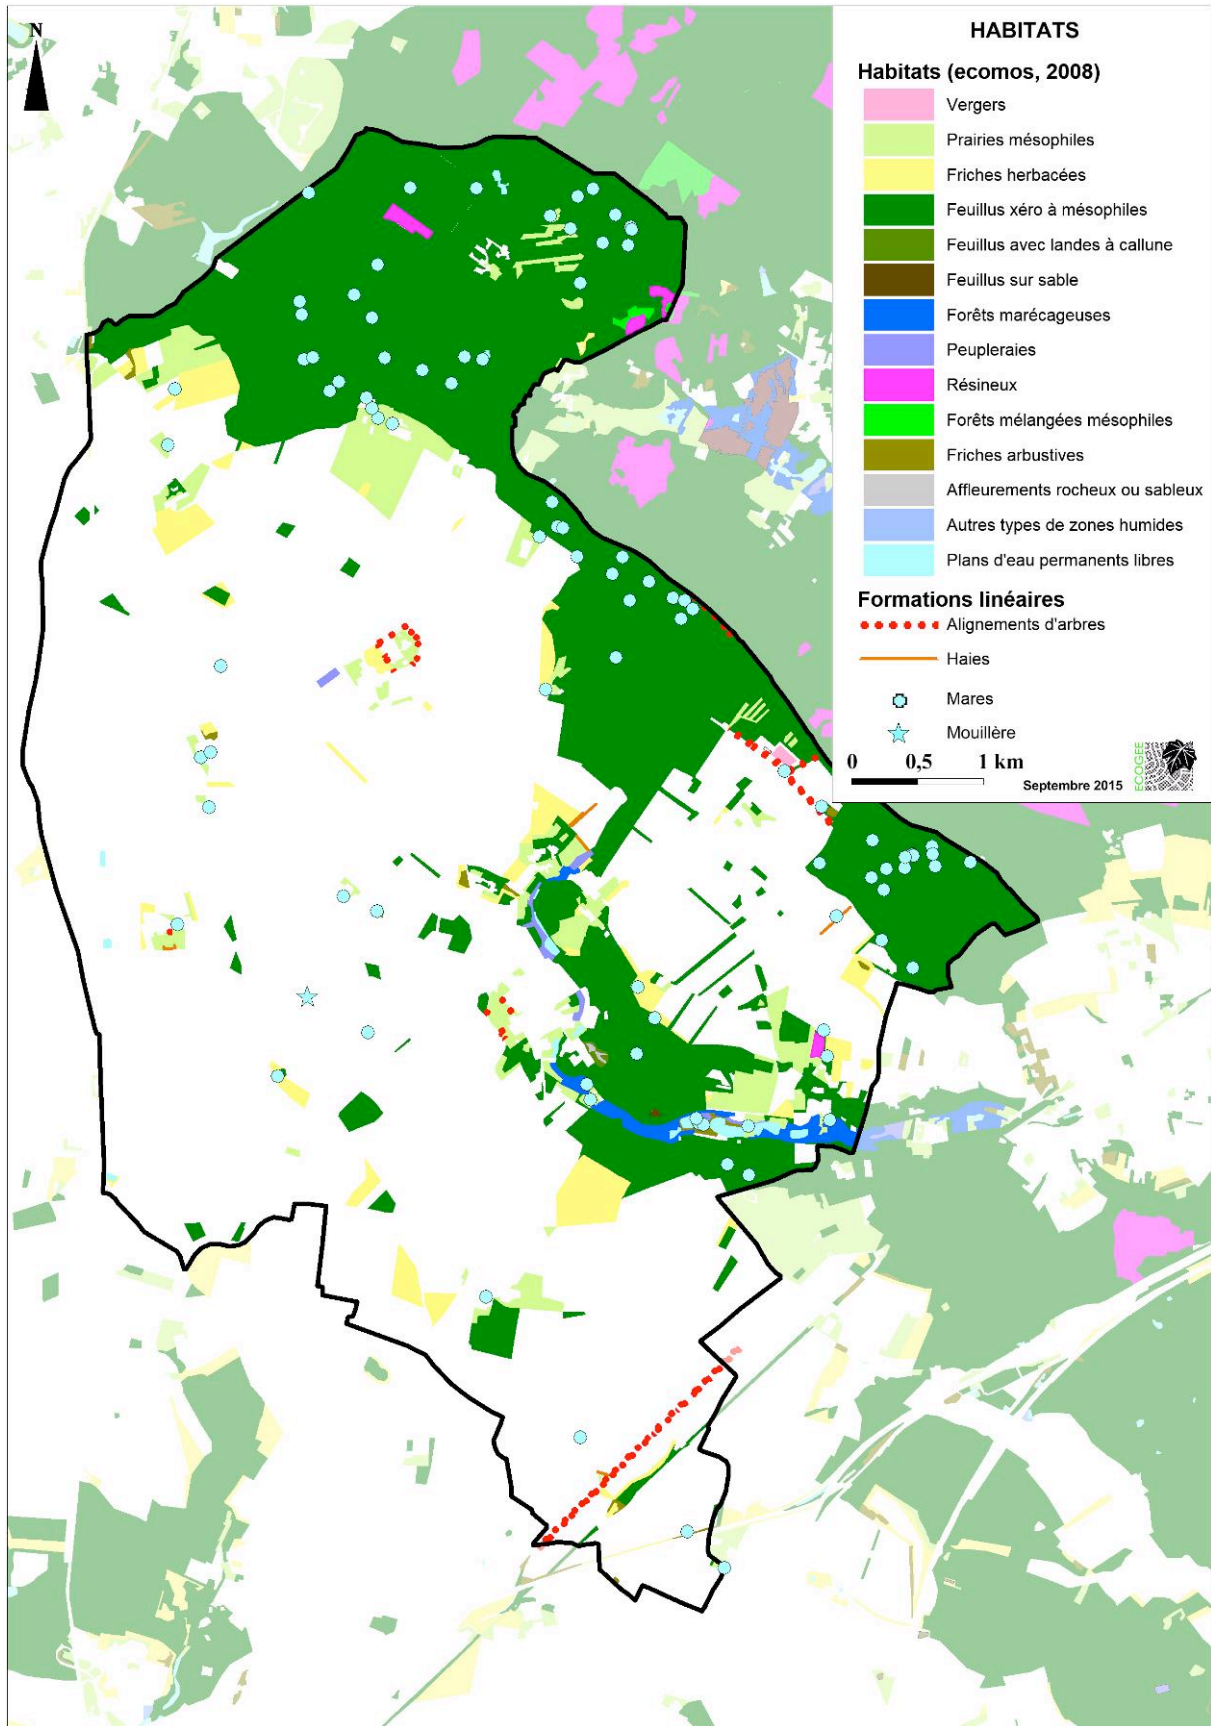 N
HABITATS
Habitats (ecomos, 2008)
Vergers
Prairies mésophiles
Friches herbacées
Feuillus xéro à mésophiles
Feuillus avec landes à callune
Feuillus sur sable
Forêts marécageuses
Peupleraies
Résineux
Forêts mélangées mésophiles
Friches arbustives
Affleurements rocheux ou sableux
Autres types de zones humides
Plans d'eau permanents libres
Formations linéaires
Alignements d'arbres
Haies
Mares
Mouillère
0 0,5 1 km
Septembre 2015
ECOGEE